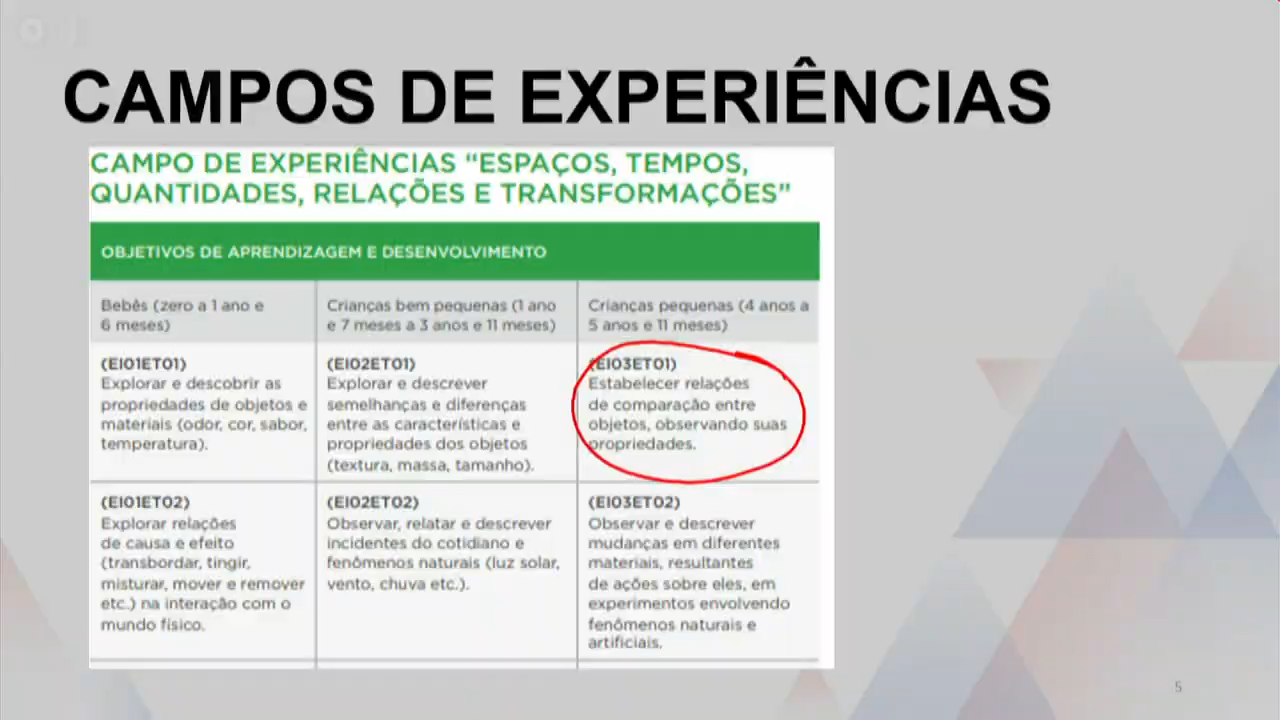 CAMPOS DE EXPERIÊNCIAS
CAMPO DE EXPERIÊNCIAS “ESPAÇOS, TEMPOS,
QUANTIDADES, RELAÇÕES E TRANSFORMAÇÕES”
OBJETIVOS DE APRENDIZAGEM E DESENVOLVIMENTO
Bebês (zero a 1 ano e
6 meses)
Crianças bem pequenas (1 ano
e 7 meses a 3 anos e 11 meses)
Crianças pequenas (4 anos a
5 anos e 11 meses)
(EI01ET01)
Explorar e descobrir as
propriedades de objetos e
materiais (odor, cor, sabor,
temperatura).
(EI02ET01)
Explorar e descrever
semelhanças e diferenças
entre as características e
propriedades dos objetos
(textura, massa, tamanho).
(EI03ET01)
Estabelecer relações
de comparação entre
objetos, observando suas
propriedades.
(EI01ET02)
Explorar relações
de causa e efeito
(transbordar, tingir,
misturar, mover e remover
etc.) na interação com o
mundo físico.
(EI02ET02)
Observar, relatar e descrever
incidentes do cotidiano e
fenômenos naturais (luz solar,
vento, chuva etc.).
(EI03ET02)
Observar e descrever
mudanças em diferentes
materiais, resultantes
de ações sobre eles, em
experimentos envolvendo
fenômenos naturais e
artificiais.
5